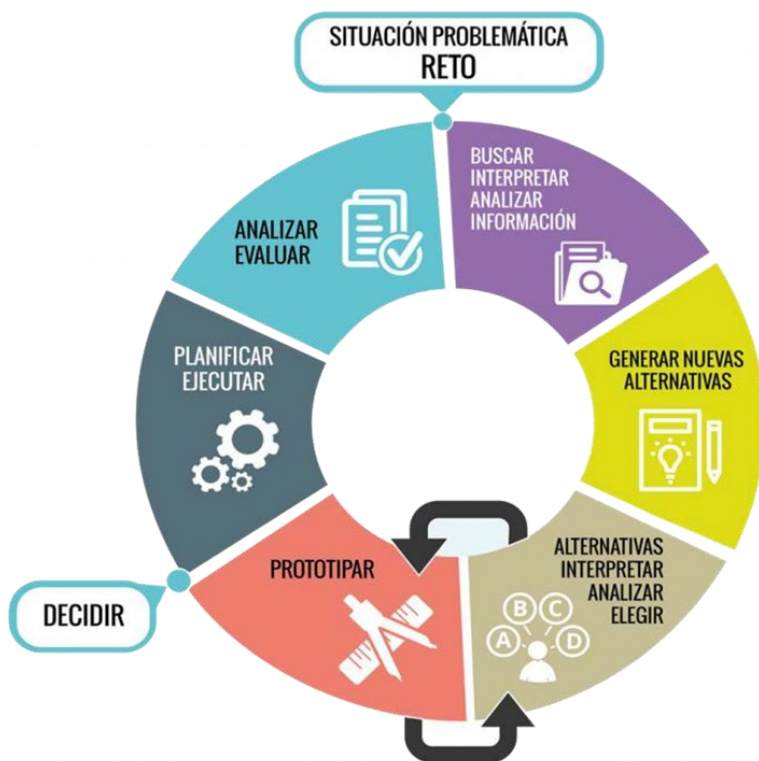 SITUACIÓN PROBLEMÁTICA
RETO
BUSCAR
INTERPRETAR
ANALIZAR
INFORMACIÓN
GENERAR NUEVAS
ALTERNATIVAS
ALTERNATIVAS
INTERPRETAR
ANALIZAR
ELEGIR
A
B
C
D
PROTOTIPAR
DECIDIR
PLANIFICAR
EJECUTAR
ANALIZAR
EVALUAR